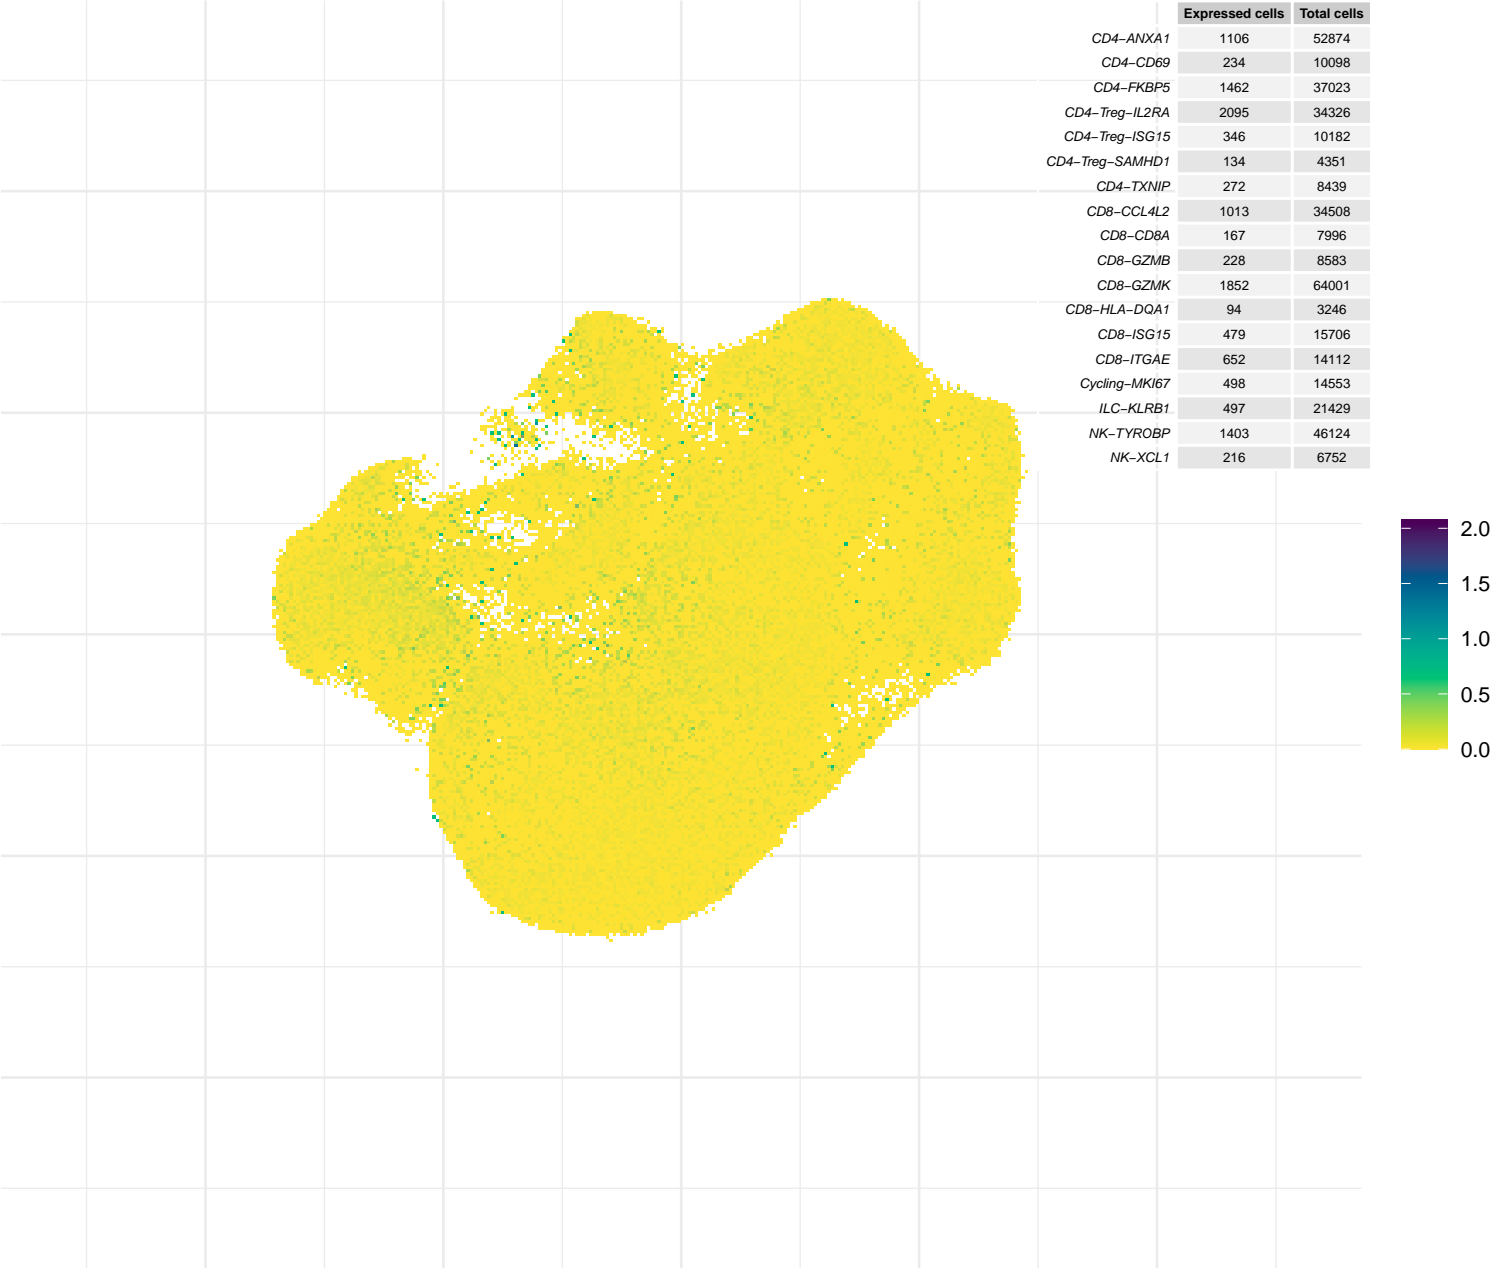 Expressed cells Total cells
CD4−ANXA1 1106 52874
CD4−CD69 234 10098
CD4−FKBP5 1462 37023
CD4−Treg−IL2RA 2095 34326
CD4−Treg−ISG15 346 10182
CD4−Treg−SAMHD1 134 4351
CD4−TXNIP 272 8439
CD8−CCL4L2 1013 34508
CD8−CD8A 167 7996
CD8−GZMB 228 8583
CD8−GZMK 1852 64001
CD8−HLA−DQA1 94 3246
CD8−ISG15 479 15706
CD8−ITGAE 652 14112
Cycling−MKI67 498 14553
ILC−KLRB1 497 21429
NK−TYROBP 1403 46124
NK−XCL1 216 6752
2.0
1.5
1.0
0.5
0.0